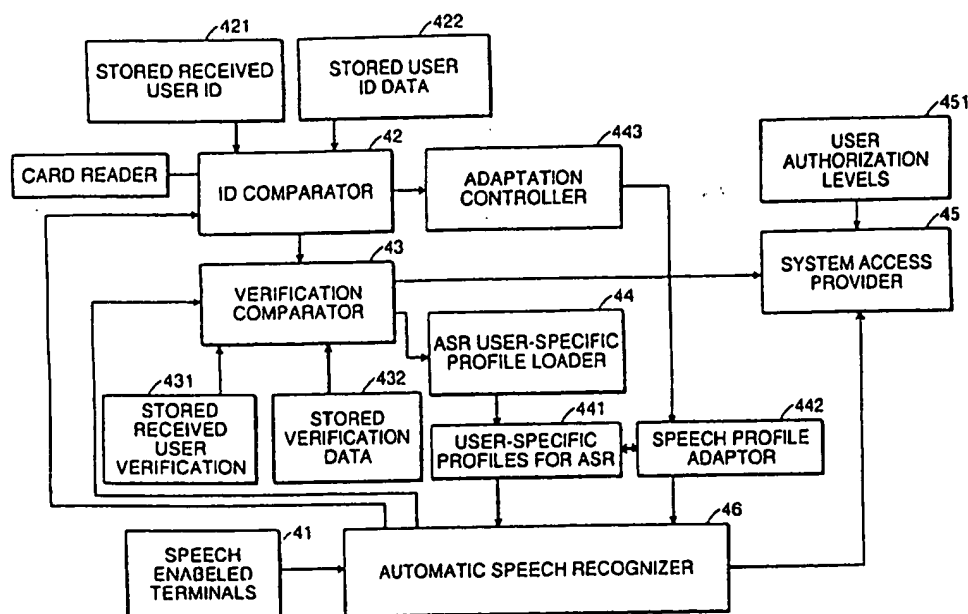 421
STORED RECEIVED
USER ID
422
STORED USER
ID DATA
451
USER
AUTHORIZATION
LEVELS
CARD READER
42
ID COMPARATOR
443
ADAPTATION
CONTROLLER
45
SYSTEM ACCESS
PROVIDER
43
VERIFICATION
COMPARATOR
44
ASR USER-SPECIFIC
PROFILE LOADER
431
STORED
RECEIVED
USER
VERIFICATION
432
STORED
VERIFICATION
DATA
441
USER-SPECIFIC
PROFILES FOR ASR
442
SPEECH PROFILE
ADAPTOR
41
SPEECH
ENABELED
TERMINALS
46
AUTOMATIC SPEECH RECOGNIZER